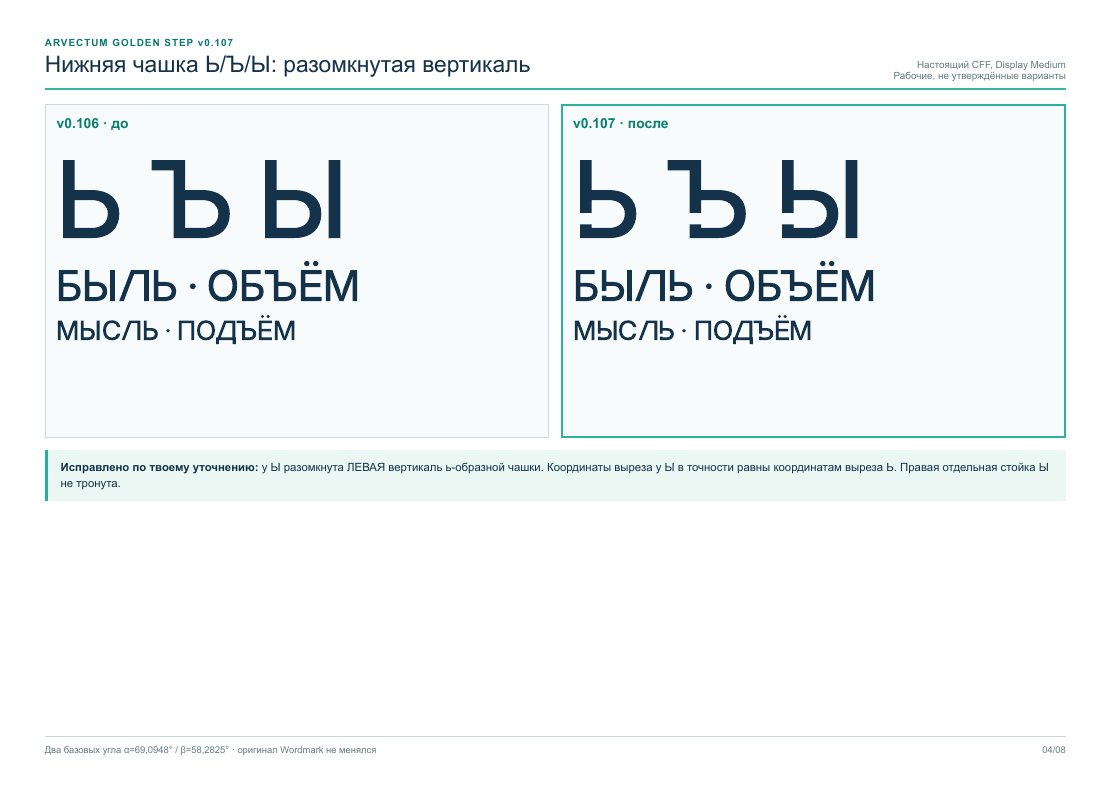 ARVECTUM GOLDEN STEP v0.107
Нижняя чашка Ь/Ъ/Ы: разомкнутая вертикаль
Настоящий CFF, Display Medium
Рабочие, не утверждённые варианты
v0.106 · до
Ь Ъ Ы
БЫЛЬ · ОБЪЁМ
МЫСЛЬ · ПОДЪЁМ
v0.107 · после
Ь Ъ Ы
БЫЛЬ · ОБЪЁМ
МЫСЛЬ · ПОДЪЁМ
Исправлено по твоему уточнению: у Ы разомкнута ЛЕВАЯ вертикаль ь-образной чашки. Координаты выреза у Ы в точности равны координатам выреза Ь. Правая отдельная стойка Ы
не тронута.
Два базовых угла α=69,0948° / β=58,2825° · оригинал Wordmark не менялся
04/08